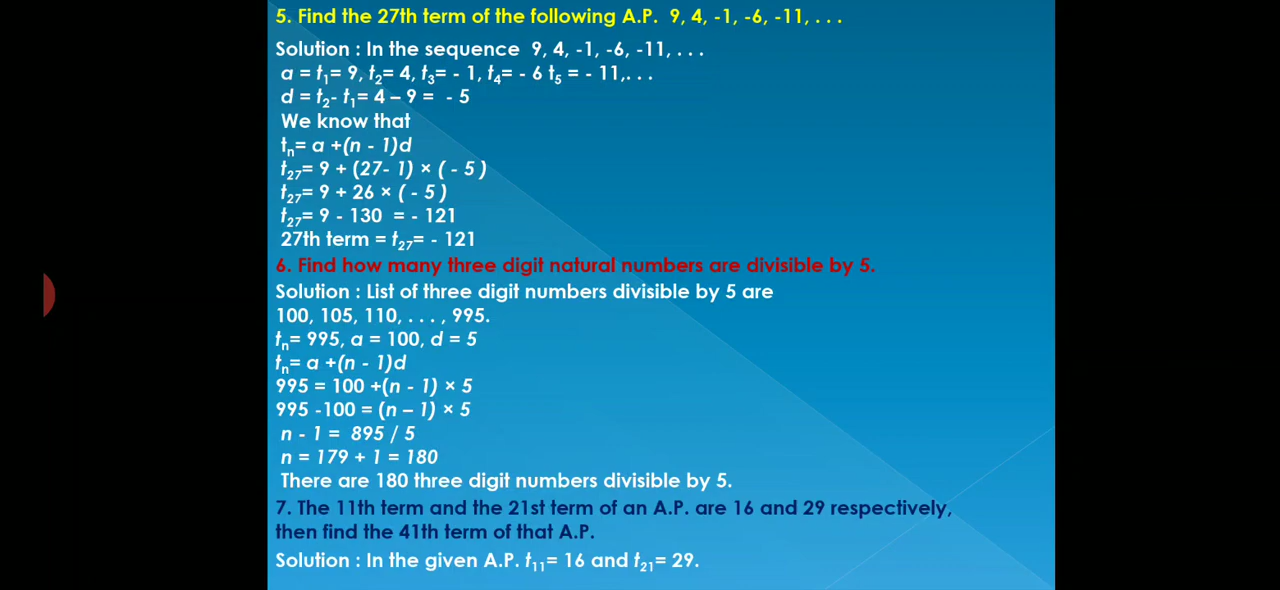 5. Find the 27th term of the following A.P.  9, 4, -1, -6, -11, . . .
Solution : In the sequence  9, 4, -1, -6, -11, . . .
a = t₁= 9, t₂= 4, t₃= - 1, t₄= - 6 t₅ = - 11,. . .
d = t₂- t₁= 4 – 9 =  - 5
We know that
tₙ= a +(n - 1)d
t₂₇= 9 + (27- 1) × ( - 5 )
t₂₇= 9 + 26 × ( - 5 )
t₂₇= 9 - 130  = - 121
27th term = t₂₇= - 121
6. Find how many three digit natural numbers are divisible by 5.
Solution : List of three digit numbers divisible by 5 are
100, 105, 110, . . . , 995.
tₙ= 995, a = 100, d = 5
tₙ= a +(n - 1)d
995 = 100 +(n - 1) × 5
995 -100 = (n – 1) × 5
n - 1 =  895 / 5
n = 179 + 1 = 180
There are 180 three digit numbers divisible by 5.
7. The 11th term and the 21st term of an A.P. are 16 and 29 respectively,
then find the 41th term of that A.P.
Solution : In the given A.P. t₁₁= 16 and t₂₁= 29.